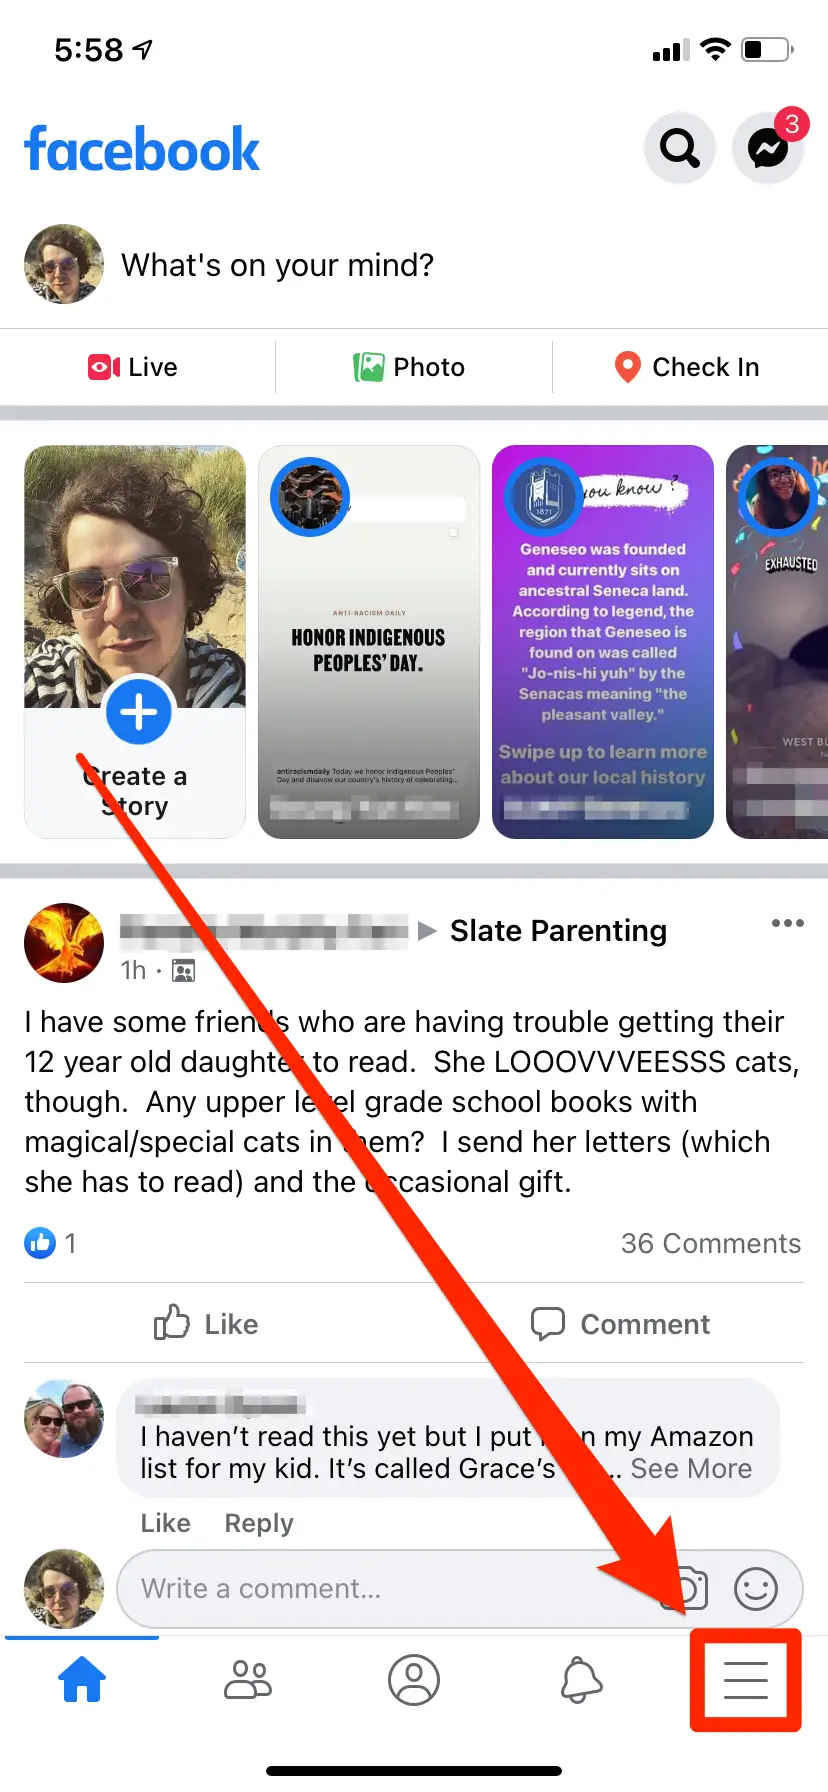 5:58
facebook
3
What's on your mind?
Live
Photo
Check In
Create a
Story
ANTI-RACISM DAILY
HONOR INDIGENOUS
PEOPLES' DAY.
antiracismdaily Today we honor Indigenous Peoples'
Day and disavow our country's history of celebrating...
1871
you know ?
Geneseo was founded
and currently sits on
ancestral Seneca land.
According to legend, the
region that Geneseo is
found on was called
"Jo-nis-hi yuh" by the
Senacas meaning "the
pleasant valley."
Swipe up to learn more
about our local history
EXHAUSTED
WEST BL
Slate Parenting
1h ·
I have some friends who are having trouble getting their
12 year old daughter to read. She LOOOVVVEESSS cats,
though. Any upper level grade school books with
magical/special cats in them? I send her letters (which
she has to read) and the occasional gift.
1
36 Comments
Like
Comment
I haven't read this yet but I put on my Amazon
list for my kid. It's called Grace's ... See More
Like Reply
Write a comment...